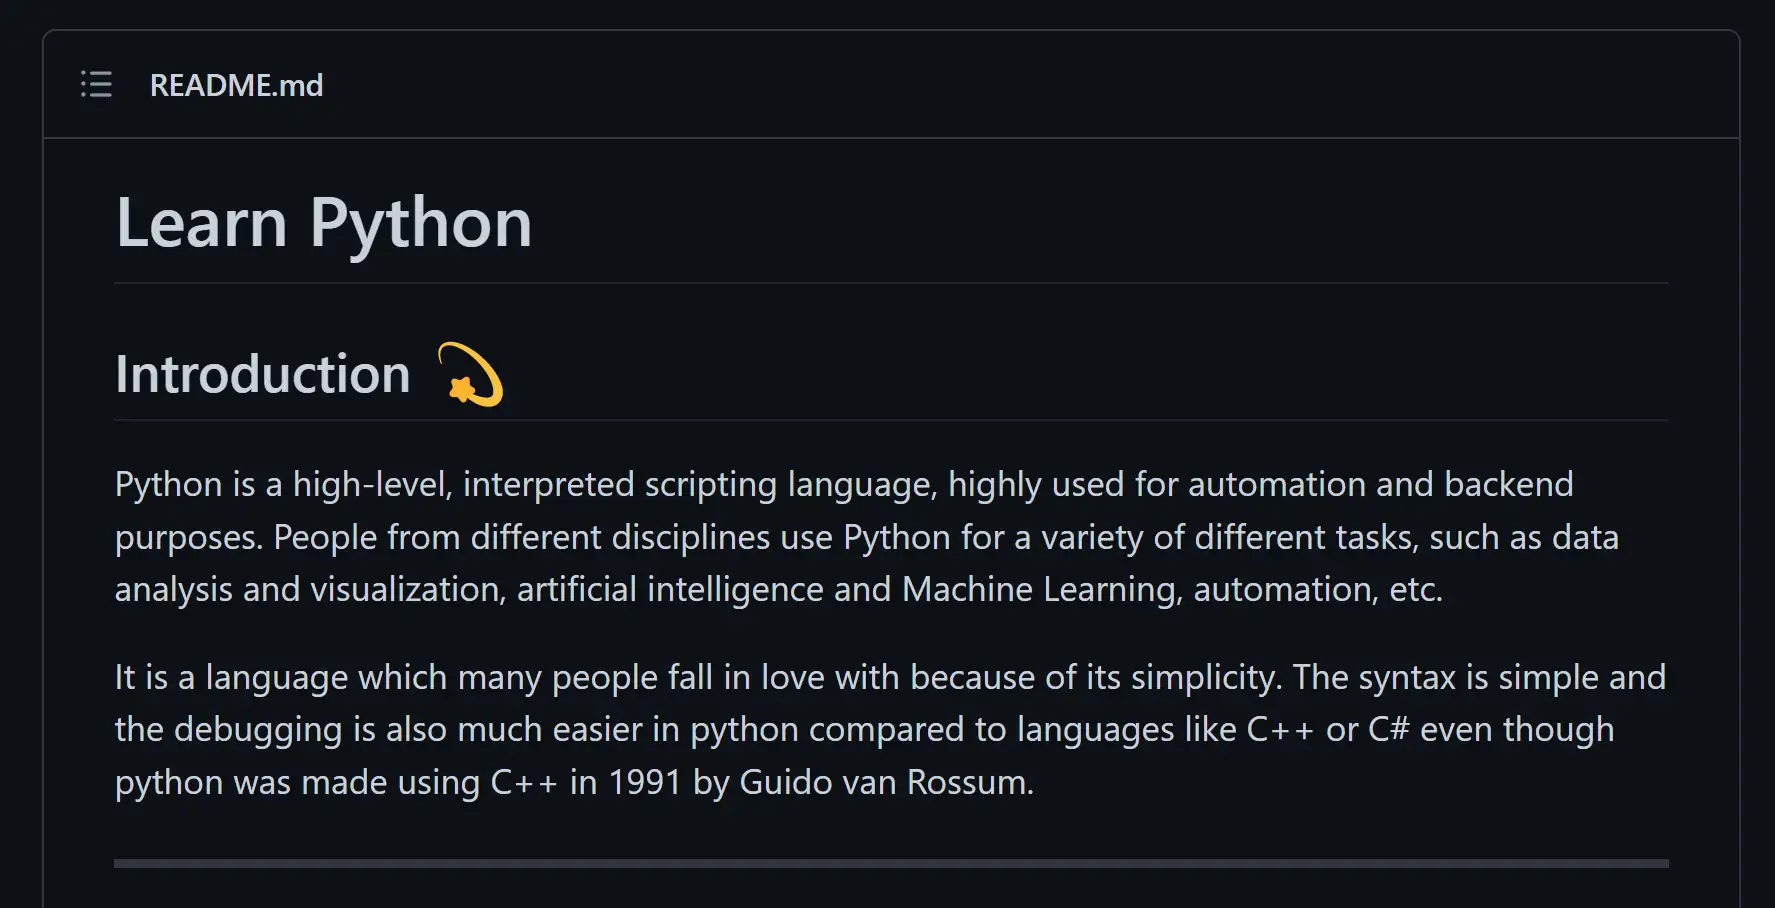 README.md
Learn Python
Introduction 💫
Python is a high-level, interpreted scripting language, highly used for automation and backend
purposes. People from different disciplines use Python for a variety of different tasks, such as data
analysis and visualization, artificial intelligence and Machine Learning, automation, etc.
It is a language which many people fall in love with because of its simplicity. The syntax is simple and
the debugging is also much easier in python compared to languages like C++ or C# even though
python was made using C++ in 1991 by Guido van Rossum.